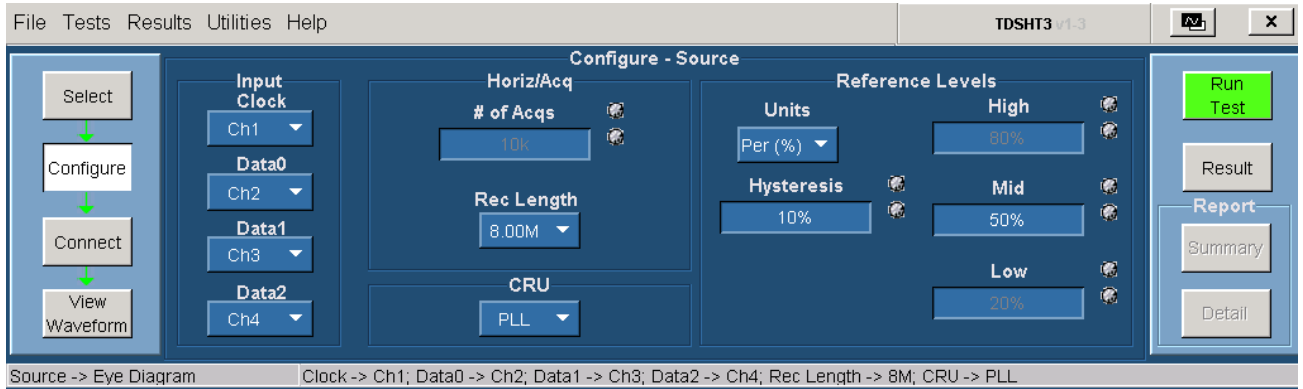 File Tests Results Utilities Help
TDSHT3 v1-3
x
Select
Configure
Connect
View
Waveform
Configure - Source
Input
Clock
Ch1
Data0
Ch2
Data1
Ch3
Data2
Ch4
Horiz/Acq
# of Acqs
10k
Rec Length
8.00M
CRU
PLL
Reference Levels
Units
Per (%)
Hysteresis
10%
High
80%
Mid
50%
Low
20%
Run
Test
Result
Report
Summary
Detail
Source -> Eye Diagram
Clock -> Ch1; Data0 -> Ch2; Data1 -> Ch3; Data2 -> Ch4; Rec Length -> 8M; CRU -> PLL